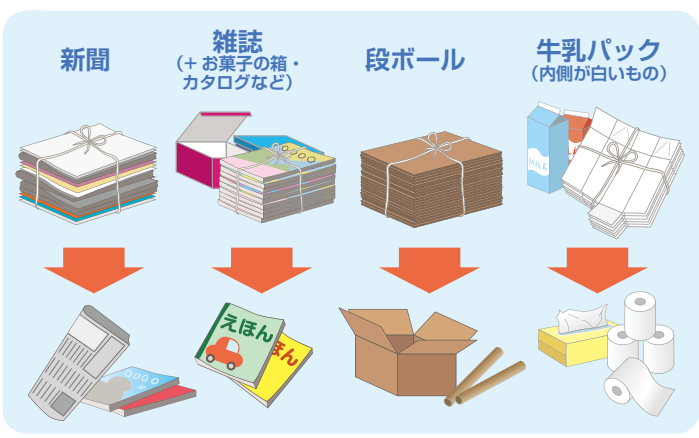 新聞
雑誌
(+お菓子の箱・
カタログなど)
段ボール
牛乳パック
(内側が白いもの)
MILK
えほん
ほん